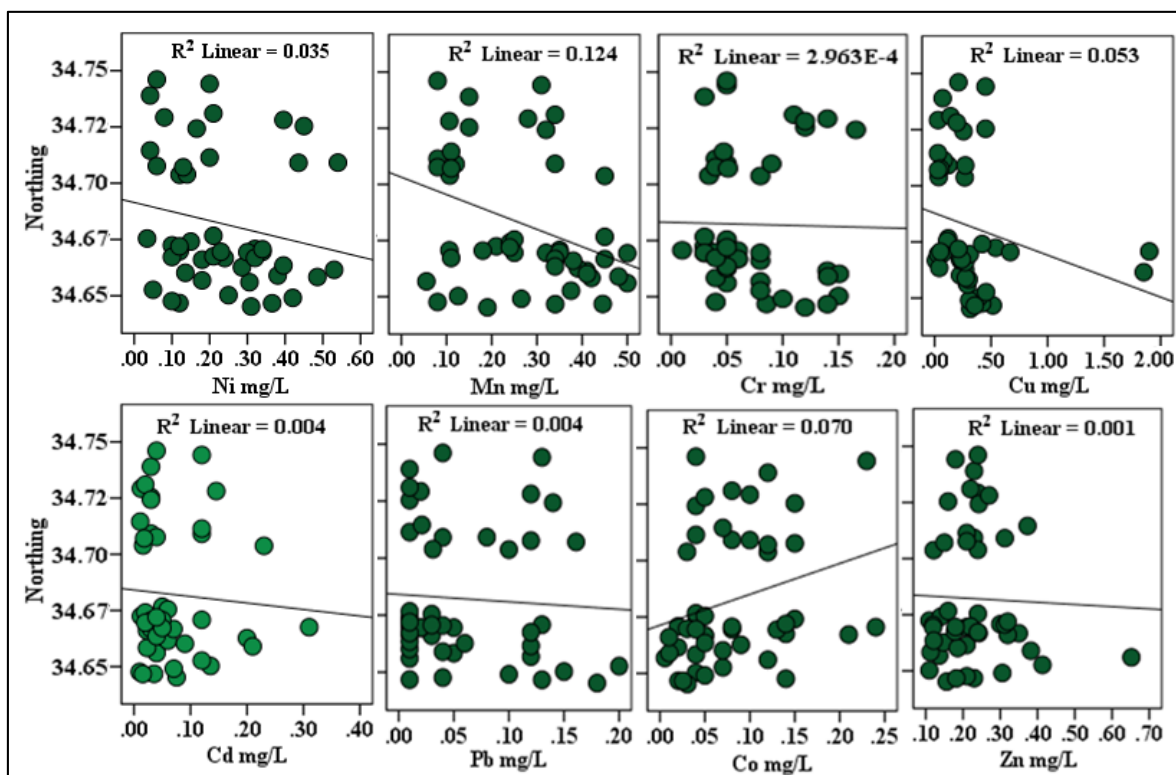 R² Linear = 0.035
R² Linear = 0.124
R² Linear = 2.963E-4
R² Linear = 0.053
Northing
34.75
34.72
34.70
34.67
34.65
.00 .10 .20 .30 .40 .50 .60
.00 .10 .20 .30 .40 .50
.00 .05 .10 .15 .20
.00 .50 1.00 1.50 2.00
Ni mg/L
Mn mg/L
Cr mg/L
Cu mg/L
R² Linear = 0.004
R² Linear = 0.004
R² Linear = 0.070
R² Linear = 0.001
Northing
34.75
34.72
34.70
34.67
34.65
.00 .10 .20 .30 .40
.00 .05 .10 .15 .20
.00 .05 .10 .15 .20 .25
.10 .20 .30 .40 .50 .60 .70
Cd mg/L
Pb mg/L
Co mg/L
Zn mg/L